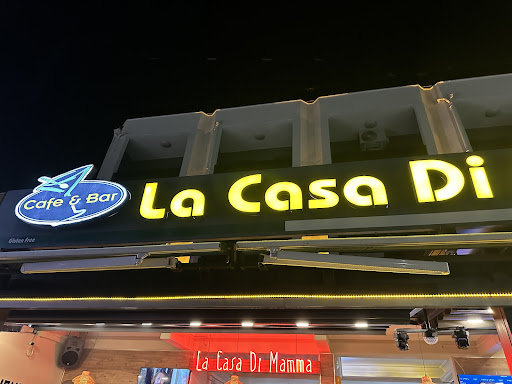 Cafe & Bar
La Casa Di
Gluten Free
La Casa Di Mamma